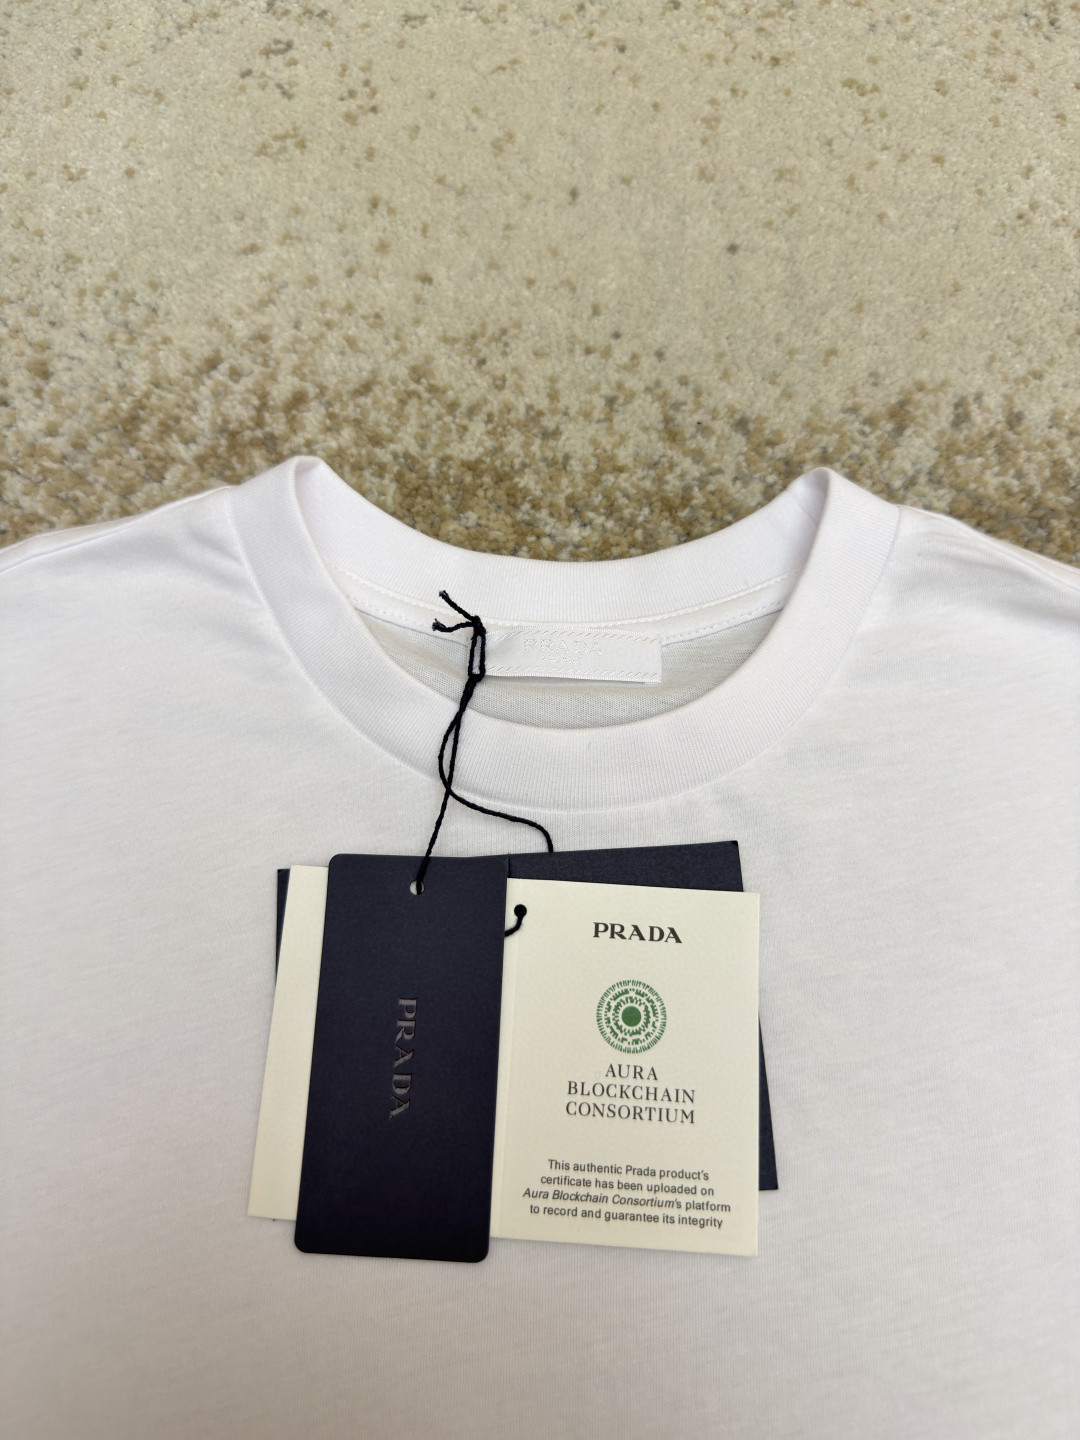 PRADA
PRADA
PRADA
AURA
BLOCKCHAIN
CONSORTIUM
This authentic Prada product's
certificate has been uploaded on
Aura Blockchain Consortium's platform
to record and guarantee its integrity